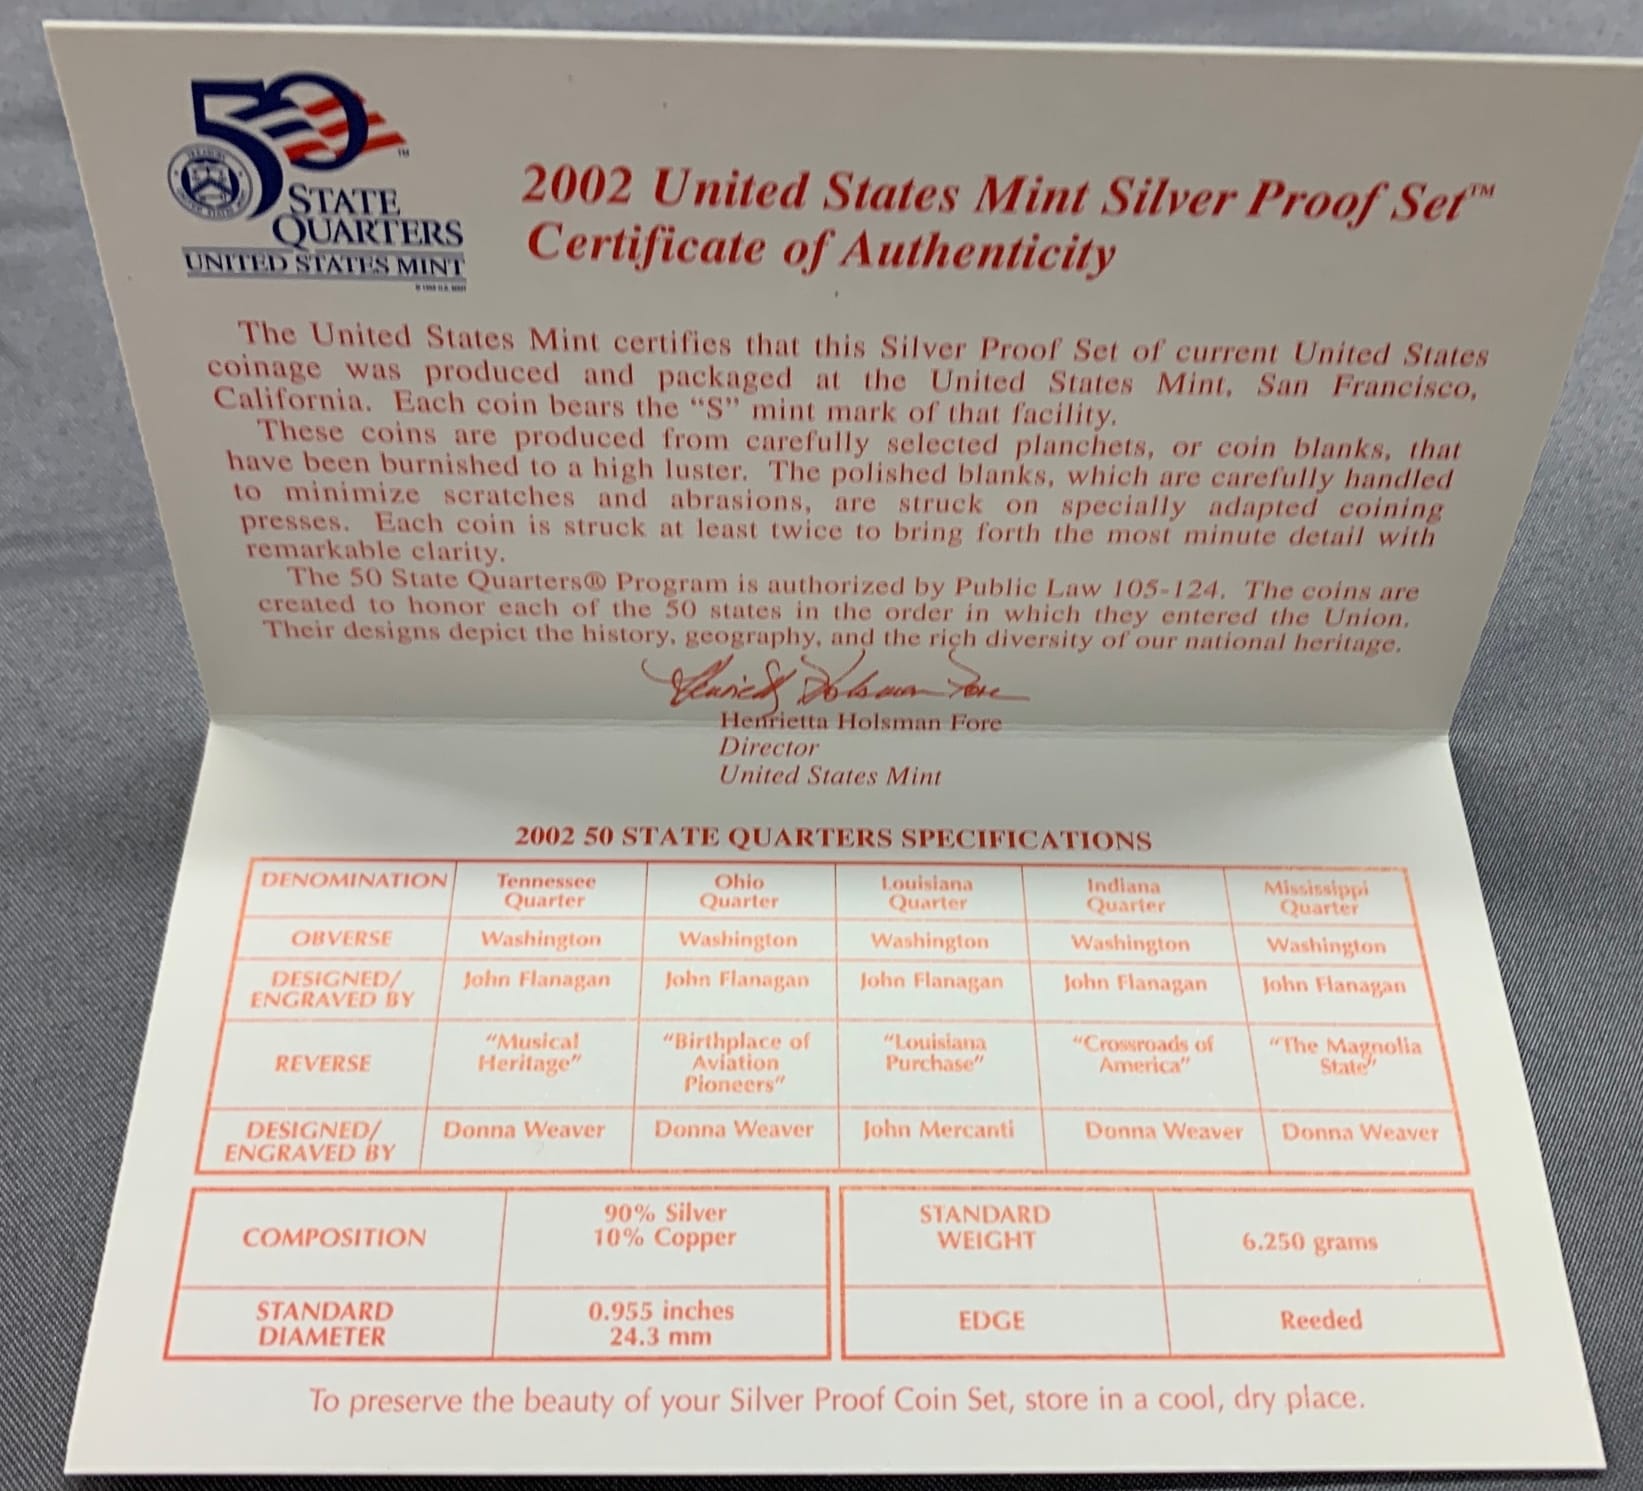 50
TM
STATE
QUARTERS
UNITED STATES MINT
2002 United States Mint Silver Proof Set™
Certificate of Authenticity
The United States Mint certifies that this Silver Proof Set of current United States
coinage was produced and packaged at the United States Mint, San Francisco,
California. Each coin bears the “S” mint mark of that facility.
These coins are produced from carefully selected planchets, or coin blanks, that
have been burnished to a high luster. The polished blanks, which are carefully handled
to minimize scratches and abrasions, are struck on specially adapted coining
presses. Each coin is struck at least twice to bring forth the most minute detail with
remarkable clarity.
The 50 State Quarters® Program is authorized by Public Law 105-124. The coins are
created to honor each of the 50 states in the order in which they entered the Union.
Their designs depict the history, geography, and the rich diversity of our national heritage.
Henrietta Holsman Fore
Henrietta Holsman Fore
Director
United States Mint
2002 50 STATE QUARTERS SPECIFICATIONS
DENOMINATION Tennessee Quarter Ohio Quarter Louisiana Quarter Indiana Quarter Mississippi Quarter
OBVERSE Washington Washington Washington Washington Washington
DESIGNED/ ENGRAVED BY John Flanagan John Flanagan John Flanagan John Flanagan John Flanagan
REVERSE “Musical Heritage” “Birthplace of Aviation Pioneers” “Louisiana Purchase” “Crossroads of America” “The Magnolia State”
DESIGNED/ ENGRAVED BY Donna Weaver Donna Weaver John Mercanti Donna Weaver Donna Weaver
COMPOSITION 90% Silver 10% Copper
STANDARD DIAMETER 0.955 inches 24.3 mm
STANDARD WEIGHT 6.250 grams
EDGE Reeded
To preserve the beauty of your Silver Proof Coin Set, store in a cool, dry place.